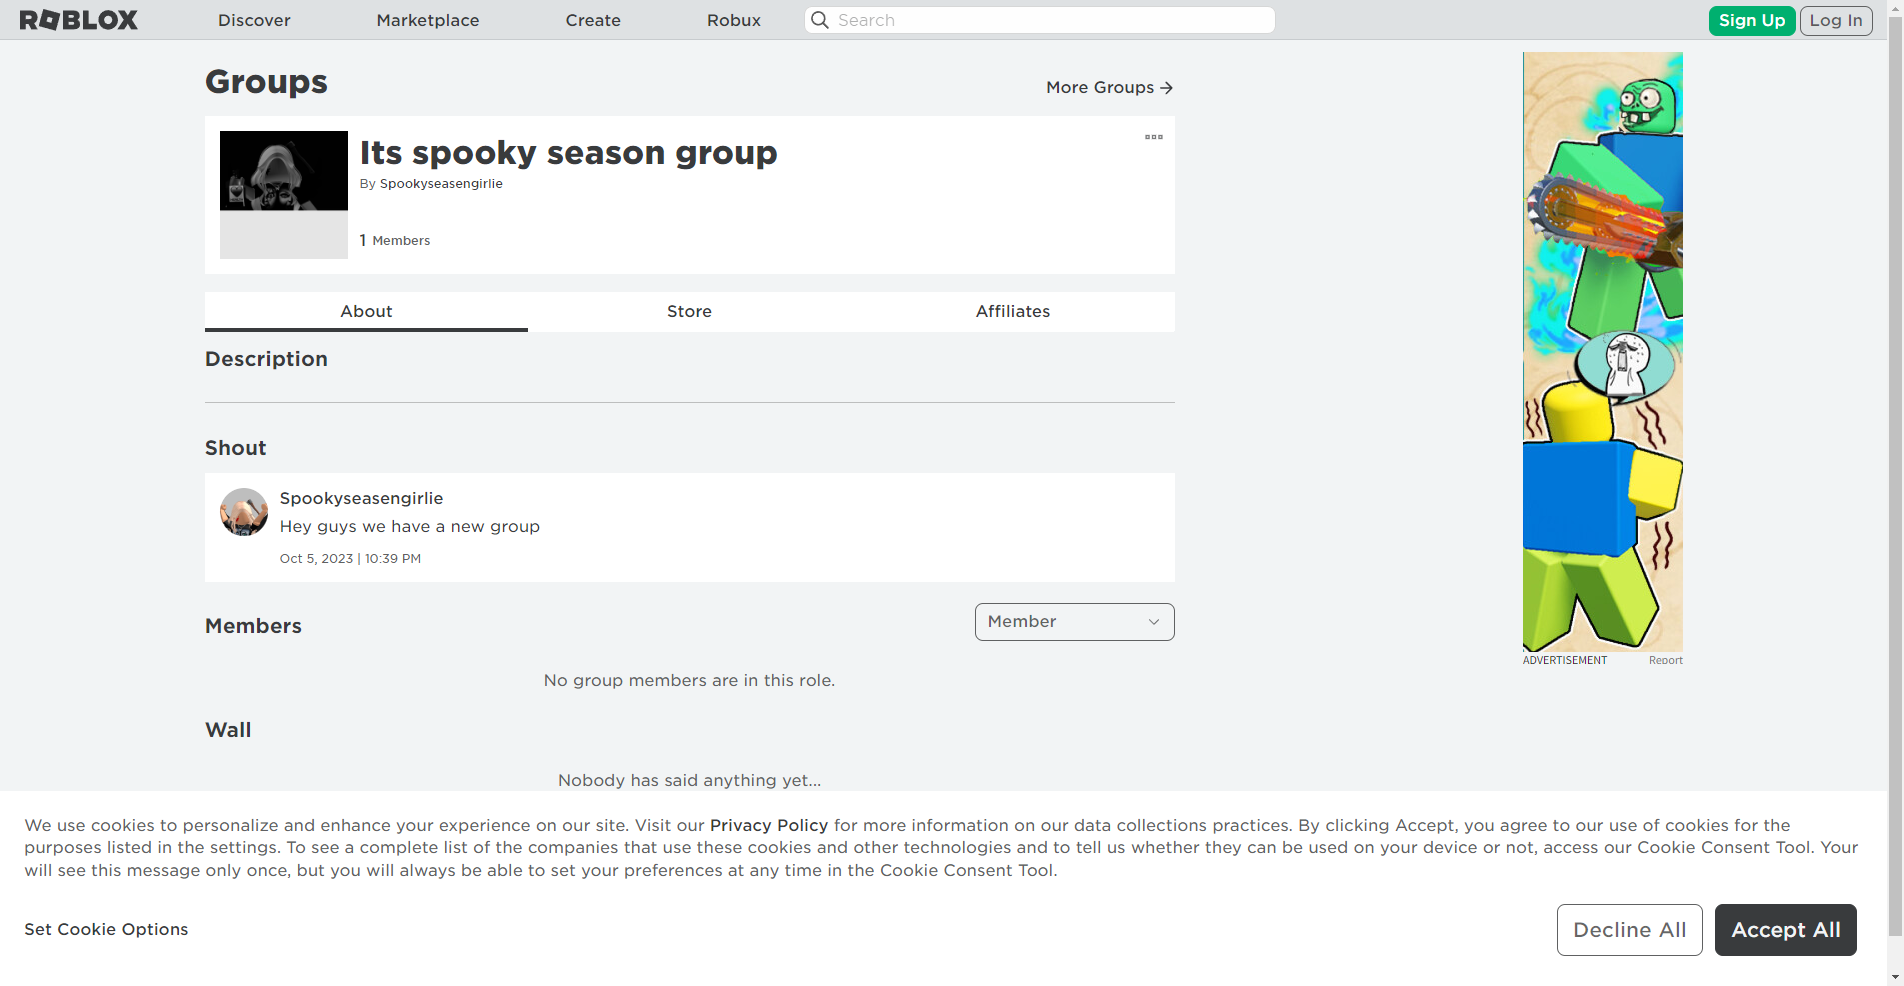 ROBLOX
Discover
Marketplace
Create
Robux
Search
Sign Up
Log In
Groups
More Groups
Its spooky season group
By Spookyseasengirlie
1 Members
About
Store
Affiliates
Description
Shout
Spookyseasengirlie
Hey guys we have a new group
Oct 5, 2023 | 10:39 PM
Members
Member
No group members are in this role.
Wall
Nobody has said anything yet...
ADVERTISEMENT
Report
We use cookies to personalize and enhance your experience on our site. Visit our Privacy Policy for more information on our data collections practices. By clicking Accept, you agree to our use of cookies for the
purposes listed in the settings. To see a complete list of the companies that use these cookies and other technologies and to tell us whether they can be used on your device or not, access our Cookie Consent Tool. Your
will see this message only once, but you will always be able to set your preferences at any time in the Cookie Consent Tool.
Set Cookie Options
Decline All
Accept All